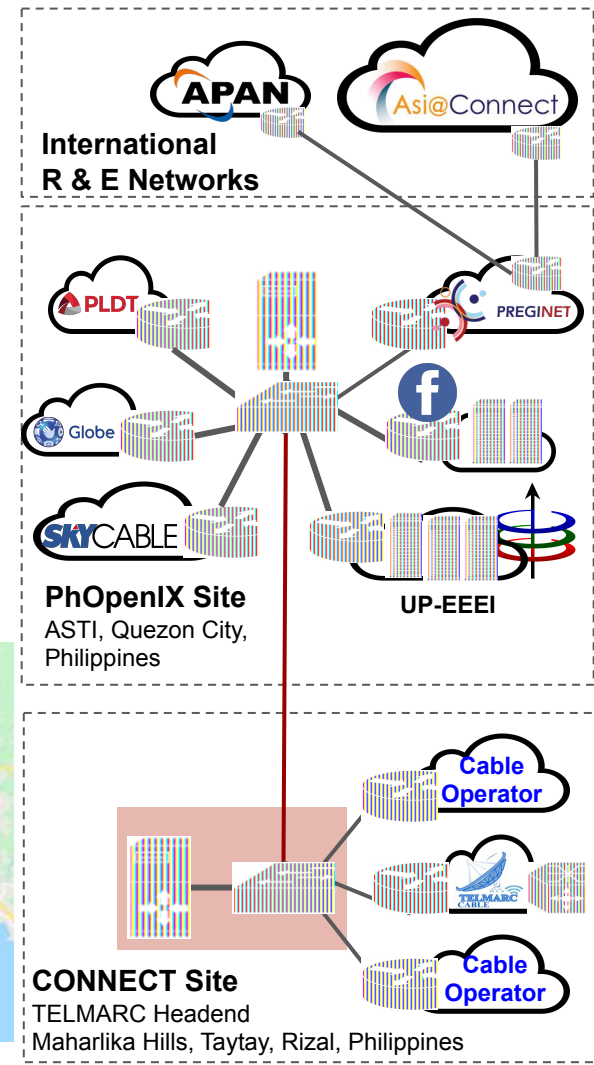 APAN
Asi@Connect
International
R & E Networks
PLDT
PREGINET
Globe
f
SKYCABLE
PhOpenIX Site
ASTI, Quezon City,
Philippines
UP-EEEI
Cable
Operator
TELMARC
CABLE
Cable
Operator
CONNECT Site
TELMARC Headend
Maharlika Hills, Taytay, Rizal, Philippines